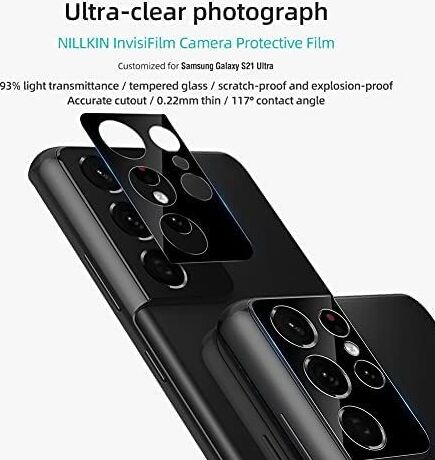 Ultra-clear photograph
NILLKIN InvisiFilm Camera Protective Film
Customized for Samsung Galaxy S21 Ultra
93% light transmittance / tempered glass / scratch-proof and explosion-proof
Accurate cutout / 0.22mm thin / 117° contact angle